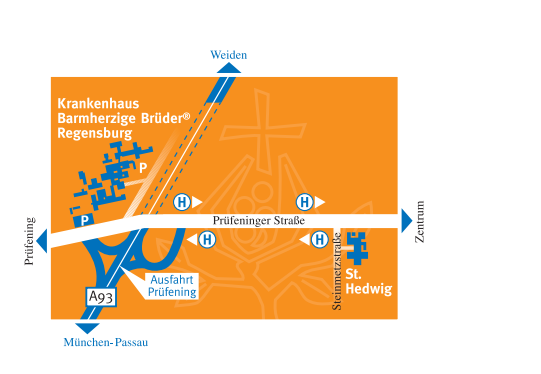 Weiden
Krankenhaus
Barmherzige Brüder®
Regensburg
P
P
H
H
Prüfeninger Straße
H
H
Prüfening
Zentrum
Steinmetzstraße
St.
Hedwig
Ausfahrt
Prüfening
A93
München-Passau